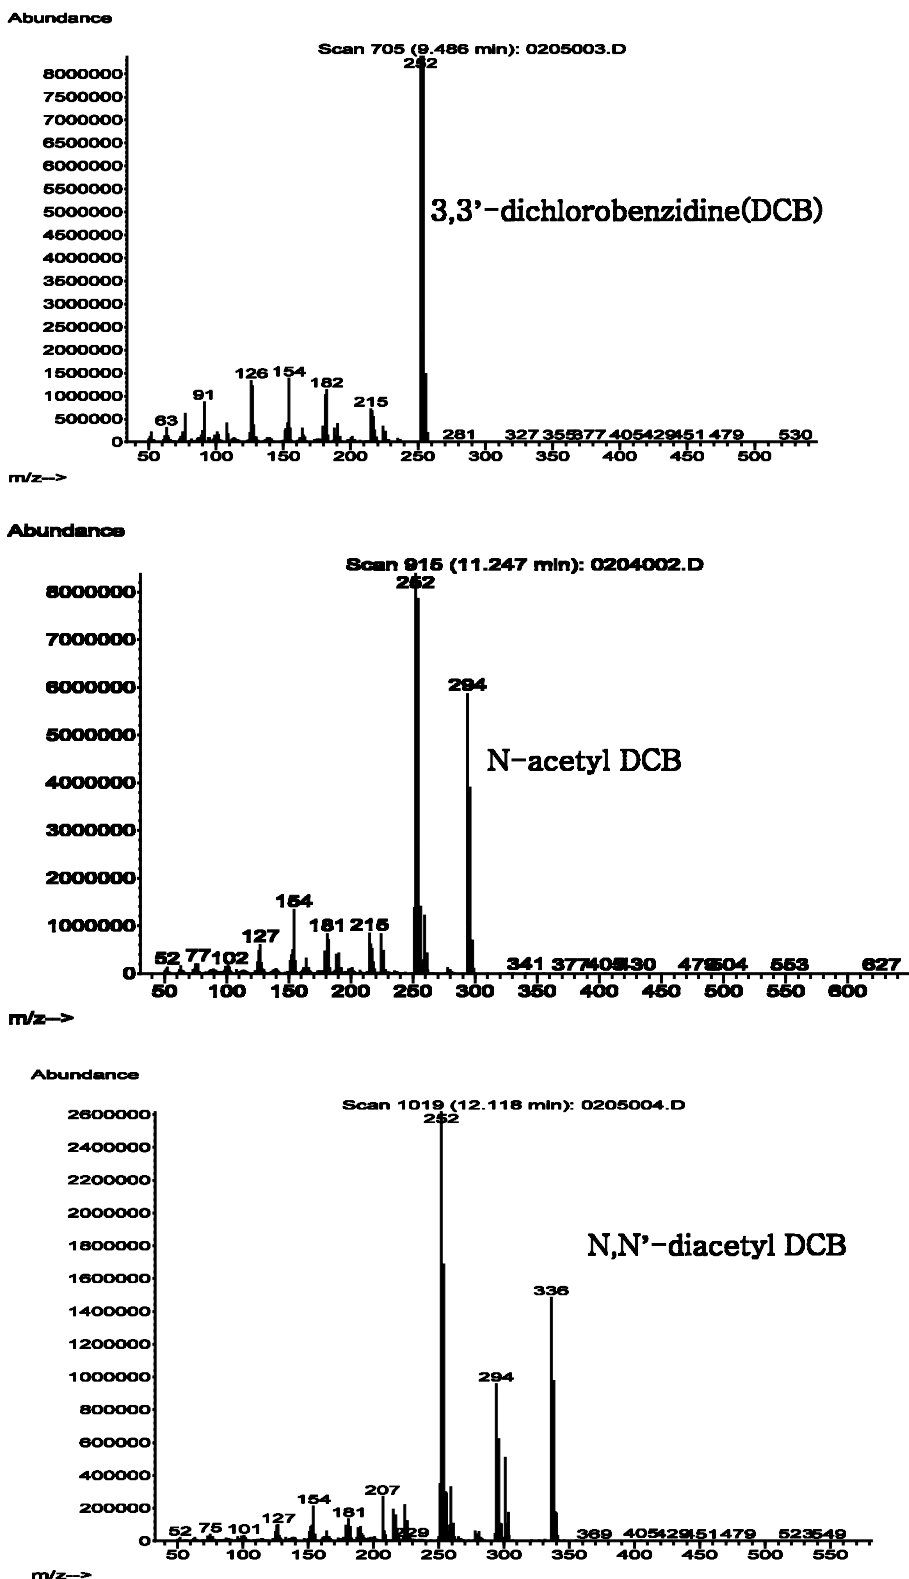 Abundance
Scan 705 (9.486 min): 0205003.D
252
8000000
7500000
7000000
6500000
6000000
5500000
5000000
4500000
4000000
3500000
3000000
2500000
2000000
1500000
1000000
500000
0
3,3'-dichlorobenzidine(DCB)
63 91 126 154 182 215 281 327 355 377 405 429 451 479 530
50 100 150 200 250 300 350 400 450 500
m/z-->
Abundance
Scan 915 (11.247 min): 0204002.D
252
8000000
7000000
6000000
5000000
4000000
3000000
2000000
1000000
0
294
N-acetyl DCB
52 77 102 127 154 181 215 341 377 405 430 479 504 553 627
50 100 150 200 250 300 350 400 450 500 550 600
m/z-->
Abundance
Scan 1019 (12.118 min): 0205004.D
252
2600000
2400000
2200000
2000000
1800000
1600000
1400000
1200000
1000000
800000
600000
400000
200000
0
N,N'-diacetyl DCB
336
294
52 75 101 127 154 181 207 229 369 405 429 451 479 523 549
50 100 150 200 250 300 350 400 450 500 550
m/z-->